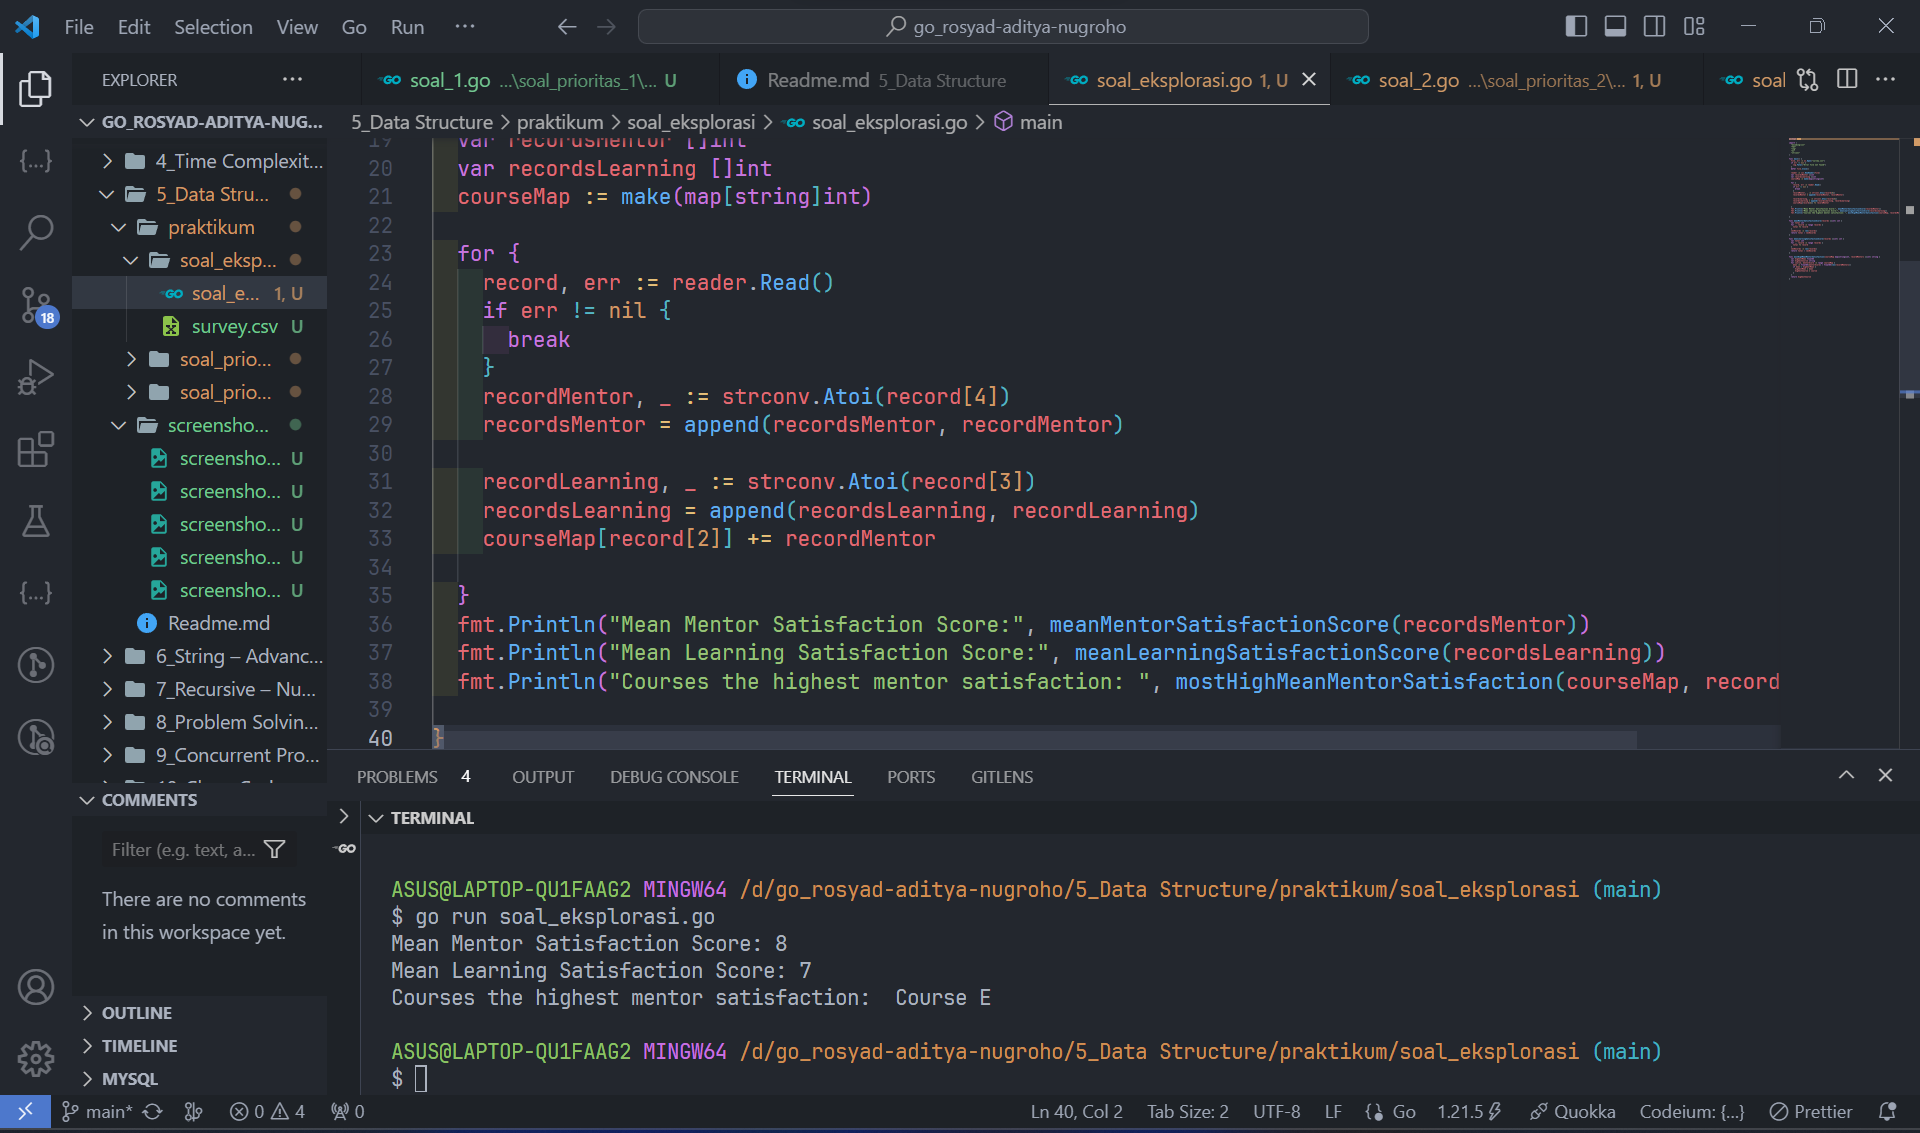 File Edit Selection View Go Run ··· go_rosyad-aditya-nugroho
EXPLORER ···
soal_1.go ...\soal_prioritas_1\... U
Readme.md 5_Data Structure
soal_eksplorasi.go 1, U
soal_2.go ...\soal_prioritas_2\... 1, U
soal
GO_ROSYAD-ADITYA-NUG...
5_Data Structure > praktikum > soal_eksplorasi > soal_eksplorasi.go > main
4_Time Complexit...
5_Data Stru...
praktikum
soal_eksp...
soal_e... 1, U
survey.csv U
soal_prio...
soal_prio...
screensho...
screensho... U
screensho... U
screensho... U
screensho... U
screensho... U
Readme.md
6_String – Advanc...
7_Recursive – Nu...
8_Problem Solvin...
9_Concurrent Pro...
18
19 var recordsMentor []int
20 var recordsLearning []int
21 courseMap := make(map[string]int)
22
23 for {
24 record, err := reader.Read()
25 if err != nil {
26 break
27 }
28 recordMentor, _ := strconv.Atoi(record[4])
29 recordsMentor = append(recordsMentor, recordMentor)
30
31 recordLearning, _ := strconv.Atoi(record[3])
32 recordsLearning = append(recordsLearning, recordLearning)
33 courseMap[record[2]] += recordMentor
34
35 }
36 fmt.Println("Mean Mentor Satisfaction Score:", meanMentorSatisfactionScore(recordsMentor))
37 fmt.Println("Mean Learning Satisfaction Score:", meanLearningSatisfactionScore(recordsLearning))
38 fmt.Println("Courses the highest mentor satisfaction: ", mostHighMeanMentorSatisfaction(courseMap, record
39
40 }
COMMENTS
Filter (e.g. text, a...
There are no comments
in this workspace yet.
OUTLINE
TIMELINE
MYSQL
PROBLEMS 4 OUTPUT DEBUG CONSOLE TERMINAL PORTS GITLENS
TERMINAL
ASUS@LAPTOP-QU1FAAG2 MINGW64 /d/go_rosyad-aditya-nugroho/5_Data Structure/praktikum/soal_eksplorasi (main)
$ go run soal_eksplorasi.go
Mean Mentor Satisfaction Score: 8
Mean Learning Satisfaction Score: 7
Courses the highest mentor satisfaction:  Course E
ASUS@LAPTOP-QU1FAAG2 MINGW64 /d/go_rosyad-aditya-nugroho/5_Data Structure/praktikum/soal_eksplorasi (main)
$
main* 0 4 0 Ln 40, Col 2 Tab Size: 2 UTF-8 LF Go 1.21.5 Quokka Codeium: {...} Prettier